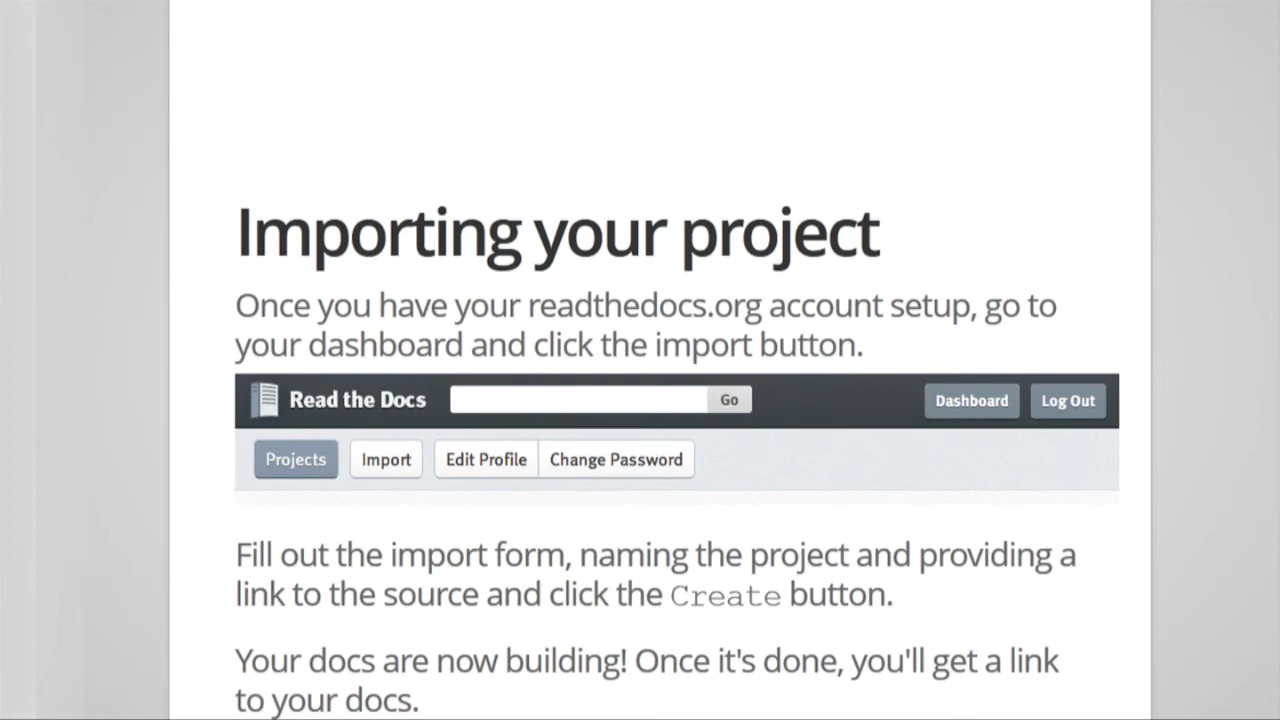 Importing your project
Once you have your readthedocs.org account setup, go to
your dashboard and click the import button.
Read the Docs Go Dashboard Log Out
Projects Import Edit Profile Change Password
Fill out the import form, naming the project and providing a
link to the source and click the Create button.
Your docs are now building! Once it's done, you'll get a link
to your docs.